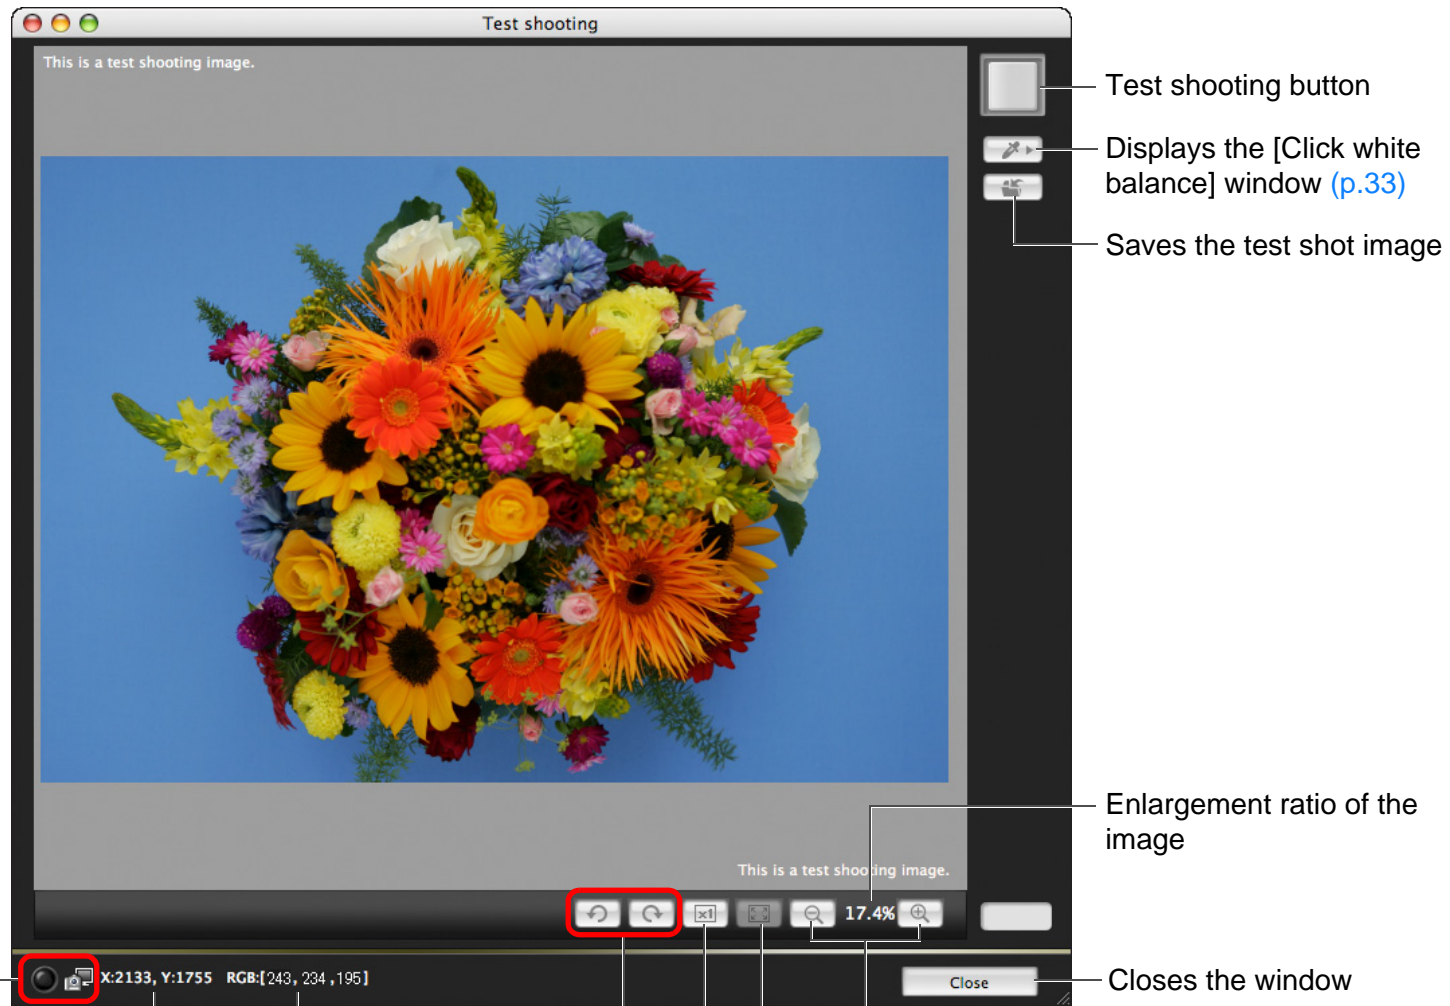 Test shooting
This is a test shooting image.
Test shooting button
Displays the [Click white
balance] window (p.33)
Saves the test shot image
Enlargement ratio of the
image
This is a test shooting image.
x1
17.4%
X:2133, Y:1755 RGB:[243, 234 ,195]
Close
Closes the window